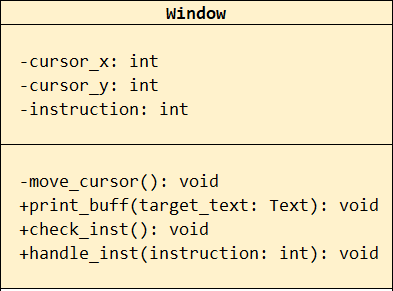 Window
-cursor_x: int
-cursor_y: int
-instruction: int
-move_cursor(): void
+print_buff(target_text: Text): void
+check_inst(): void
+handle_inst(instruction: int): void